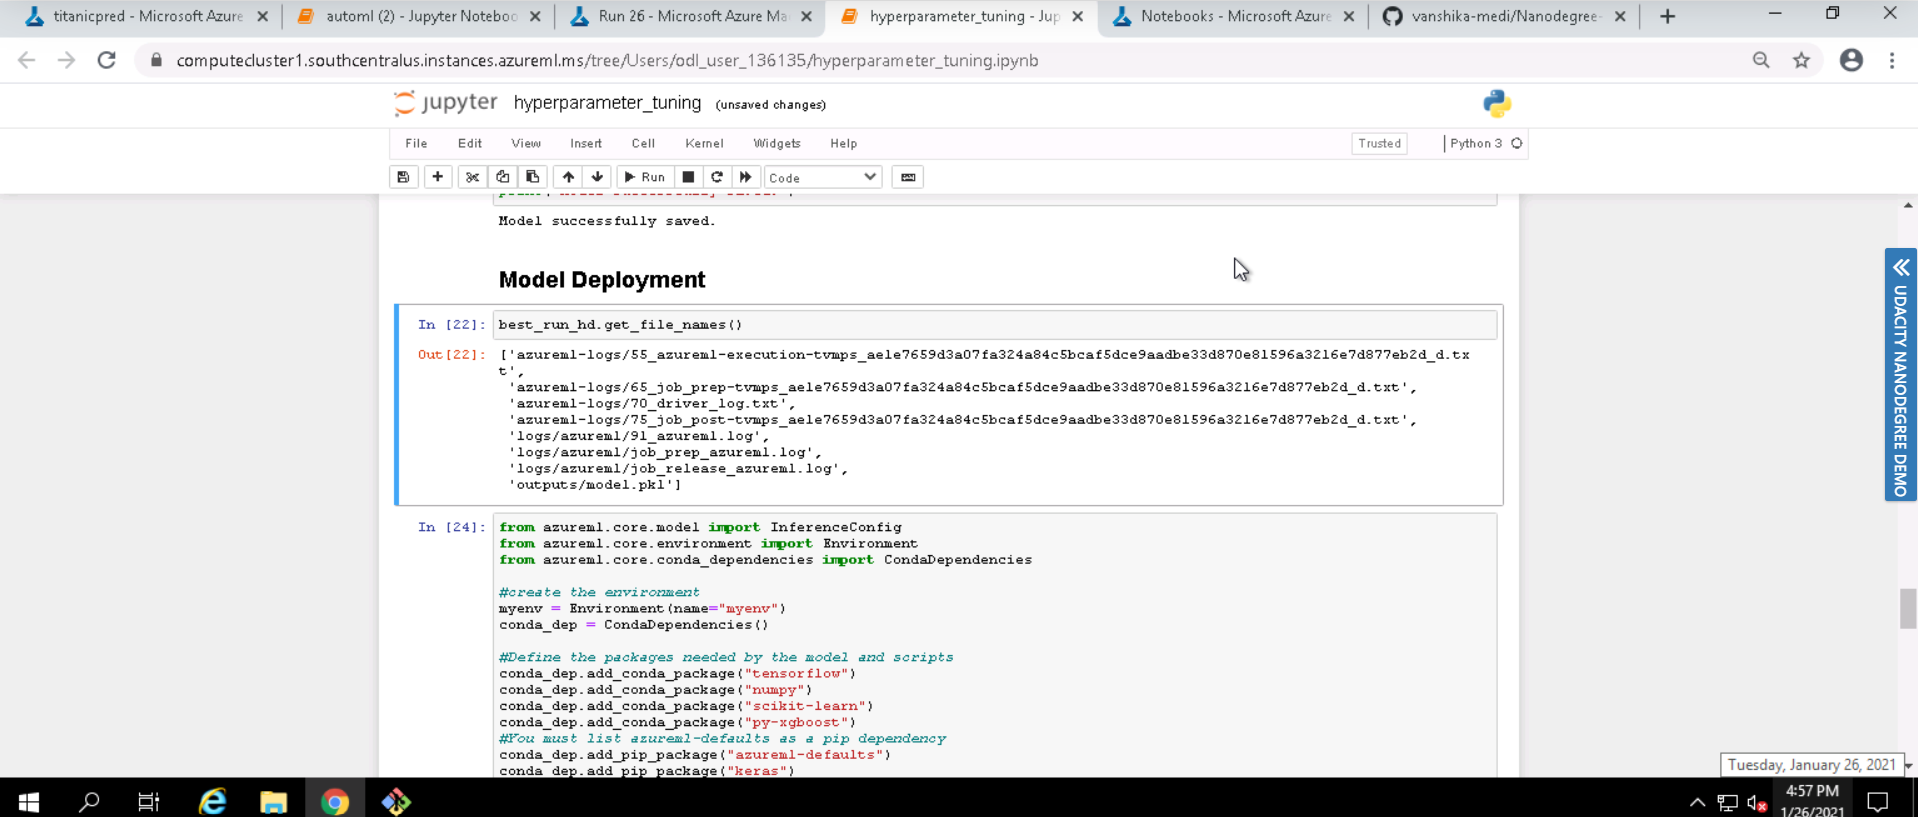 titanicpred - Microsoft Azure
automl (2) - Jupyter Noteboo
Run 26 - Microsoft Azure Ma
hyperparameter_tuning - Jup
Notebooks - Microsoft Azure
vanshika-medi/Nanodegree-
computecluster1.southcentralus.instances.azureml.ms/tree/Users/odl_user_136135/hyperparameter_tuning.ipynb
jupyter hyperparameter_tuning (unsaved changes)
File Edit View Insert Cell Kernel Widgets Help Trusted Python 3
Run Code
Model successfully saved.
Model Deployment
In [22]: best_run_hd.get_file_names()
Out[22]: ['azureml-logs/55_azureml-execution-tvmps_ae1e7659d3a07fa324a84c5bcaf5dce9aadbe33d870e81596a3216e7d877eb2d_d.tx
t',
'azureml-logs/65_job_prep-tvmps_ae1e7659d3a07fa324a84c5bcaf5dce9aadbe33d870e81596a3216e7d877eb2d_d.txt',
'azureml-logs/70_driver_log.txt',
'azureml-logs/75_job_post-tvmps_ae1e7659d3a07fa324a84c5bcaf5dce9aadbe33d870e81596a3216e7d877eb2d_d.txt',
'logs/azureml/91_azureml.log',
'logs/azureml/job_prep_azureml.log',
'logs/azureml/job_release_azureml.log',
'outputs/model.pkl']
In [24]: from azureml.core.model import InferenceConfig
from azureml.core.environment import Environment
from azureml.core.conda_dependencies import CondaDependencies
#create the environment
myenv = Environment(name="myenv")
conda_dep = CondaDependencies()
#Define the packages needed by the model and scripts
conda_dep.add_conda_package("tensorflow")
conda_dep.add_conda_package("numpy")
conda_dep.add_conda_package("scikit-learn")
conda_dep.add_conda_package("py-xgboost")
#You must list azureml-defaults as a pip dependency
conda_dep.add_pip_package("azureml-defaults")
conda_dep.add_pip_package("keras")
UDACITY NANODEGREE DEMO
Tuesday, January 26, 2021
4:57 PM
1/26/2021